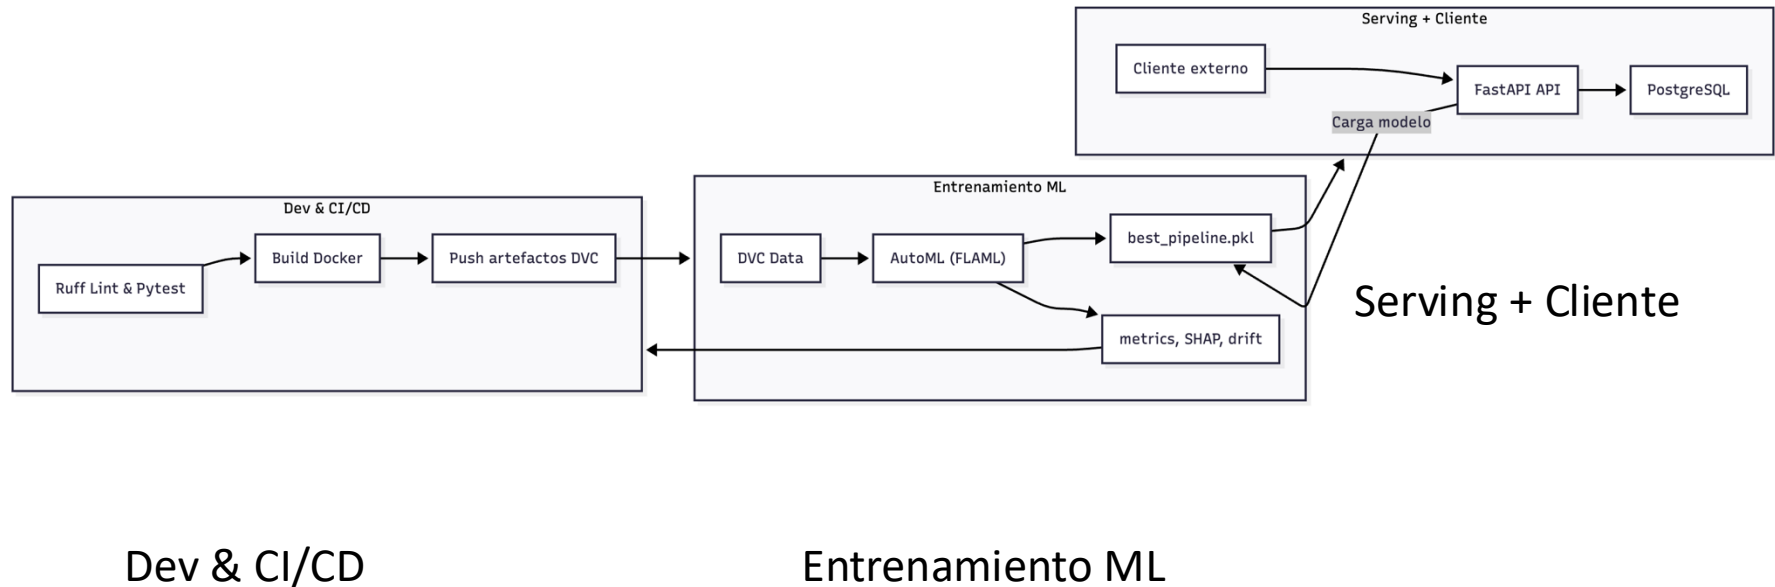 Serving + Cliente
Cliente externo
FastAPI API
PostgreSQL
Carga modelo
Entrenamiento ML
DVC Data
AutoML (FLAML)
best_pipeline.pkl
metrics, SHAP, drift
Dev & CI/CD
Ruff Lint & Pytest
Build Docker
Push artefactos DVC
Serving + Cliente
Dev & CI/CD
Entrenamiento ML